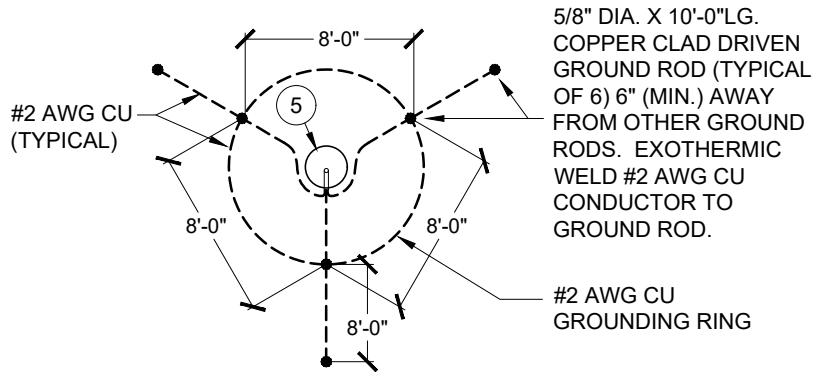 8'-0"
5
#2 AWG CU
(TYPICAL)
5/8" DIA. X 10'-0"LG.
COPPER CLAD DRIVEN
GROUND ROD (TYPICAL
OF 6) 6" (MIN.) AWAY
FROM OTHER GROUND
RODS. EXOTHERMIC
WELD #2 AWG CU
CONDUCTOR TO
GROUND ROD.
8'-0"
8'-0"
8'-0"
#2 AWG CU
GROUNDING RING